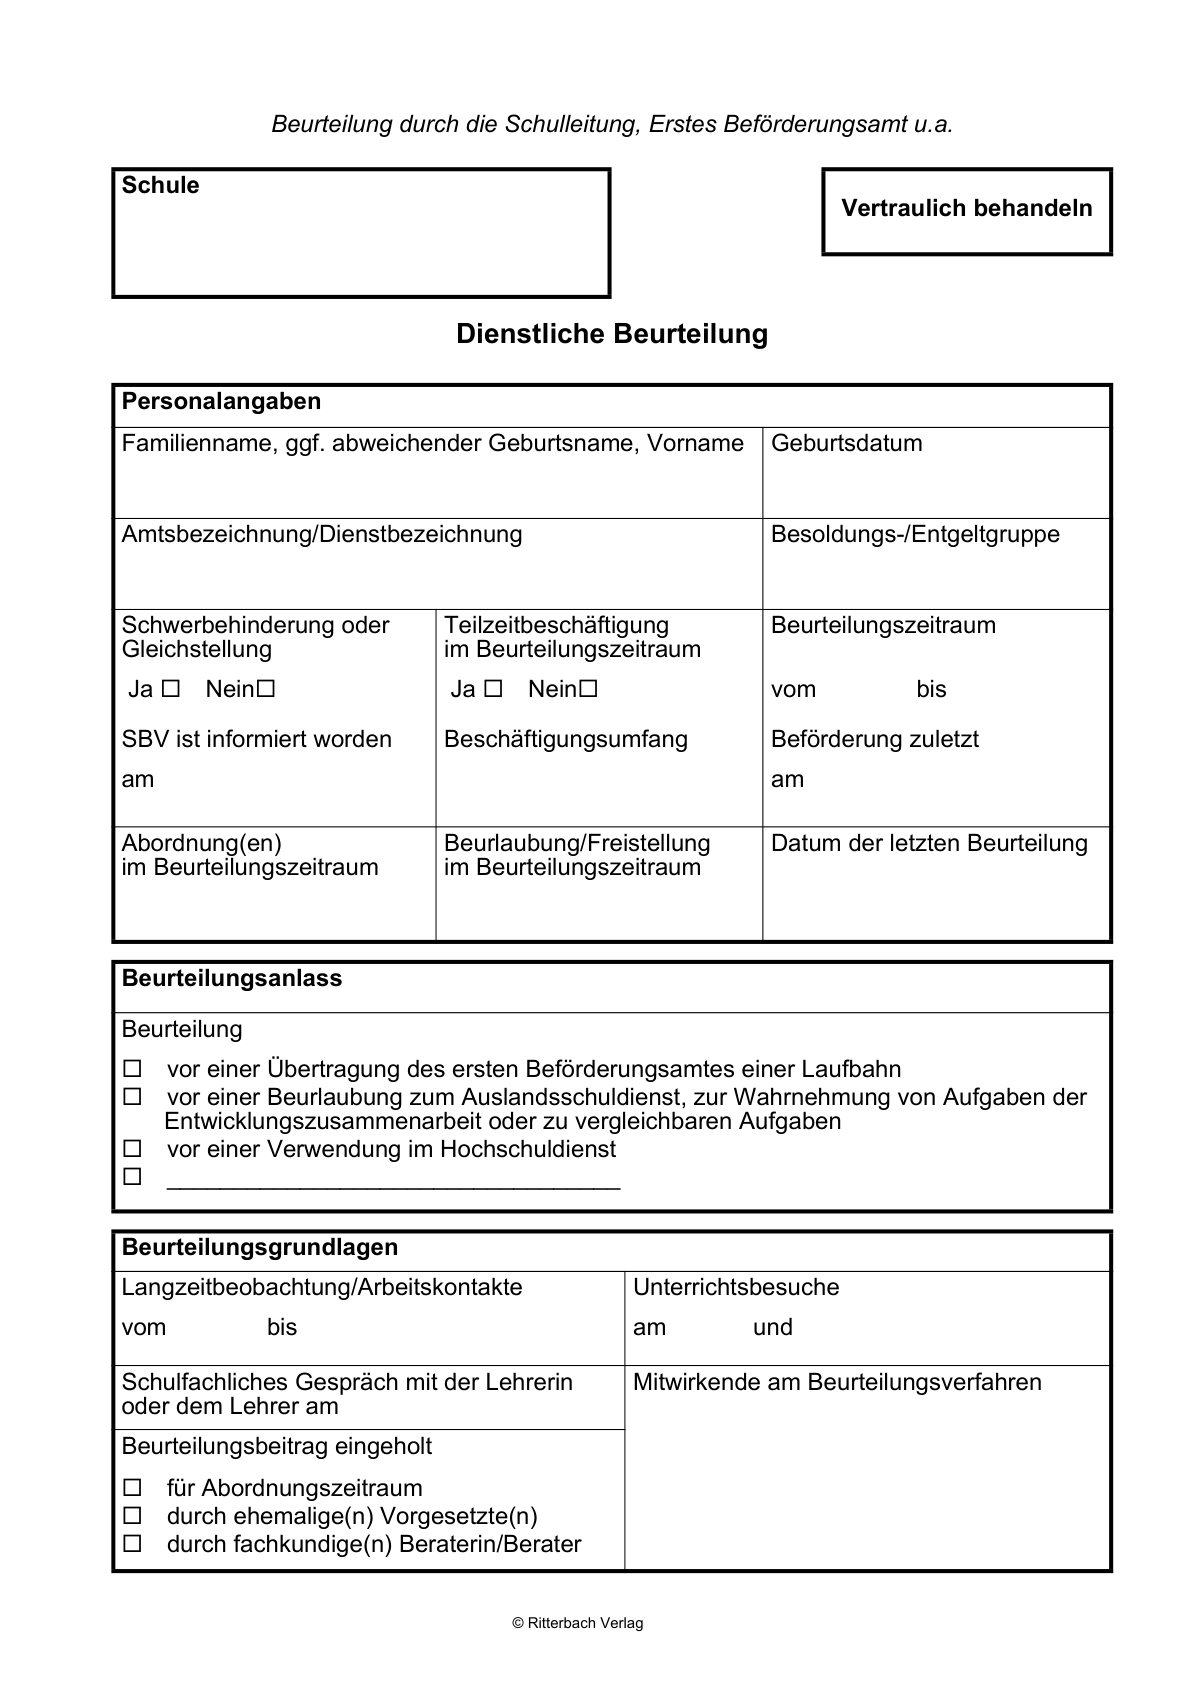 Beurteilung durch die Schulleitung, Erstes Beförderungsamt u.a.
Schule
Vertraulich behandeln
Dienstliche Beurteilung
Personalangaben
Familienname, ggf. abweichender Geburtsname, Vorname
Geburtsdatum
Amtsbezeichnung/Dienstbezeichnung
Besoldungs-/Entgeltgruppe
Schwerbehinderung oder
Gleichstellung
Ja ☐ Nein☐
SBV ist informiert worden
am
Teilzeitbeschäftigung
im Beurteilungszeitraum
Ja ☐ Nein☐
Beschäftigungsumfang
Beurteilungszeitraum
vom bis
Beförderung zuletzt
am
Abordnung(en)
im Beurteilungszeitraum
Beurlaubung/Freistellung
im Beurteilungszeitraum
Datum der letzten Beurteilung
Beurteilungsanlass
Beurteilung
☐ vor einer Übertragung des ersten Beförderungsamtes einer Laufbahn
☐ vor einer Beurlaubung zum Auslandsschuldienst, zur Wahrnehmung von Aufgaben der
Entwicklungszusammenarbeit oder zu vergleichbaren Aufgaben
☐ vor einer Verwendung im Hochschuldienst
☐ __________________________________
Beurteilungsgrundlagen
Langzeitbeobachtung/Arbeitskontakte
vom bis
Unterrichtsbesuche
am und
Schulfachliches Gespräch mit der Lehrerin
oder dem Lehrer am
Mitwirkende am Beurteilungsverfahren
Beurteilungsbeitrag eingeholt
☐ für Abordnungszeitraum
☐ durch ehemalige(n) Vorgesetzte(n)
☐ durch fachkundige(n) Beraterin/Berater
© Ritterbach Verlag